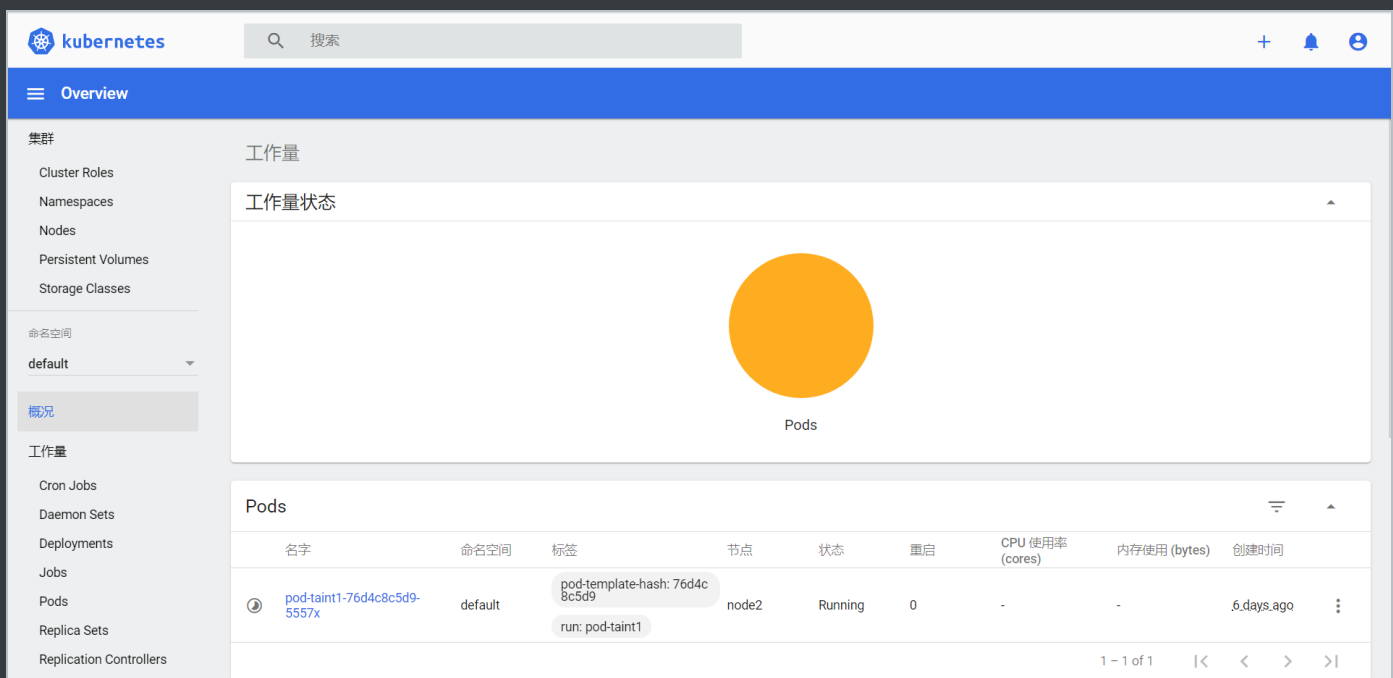 kubernetes
搜索
Overview
集群
Cluster Roles
Namespaces
Nodes
Persistent Volumes
Storage Classes
命名空间
default
概况
工作量
Cron Jobs
Daemon Sets
Deployments
Jobs
Pods
Replica Sets
Replication Controllers
工作量
工作量状态
Pods
Pods
名字 命名空间 标签 节点 状态 重启 CPU 使用率 (cores) 内存使用 (bytes) 创建时间
pod-taint1-76d4c8c5d9-
5557x
default
pod-template-hash: 76d4c
8c5d9
run: pod-taint1
node2 Running 0 - - 6 days ago
1 – 1 of 1